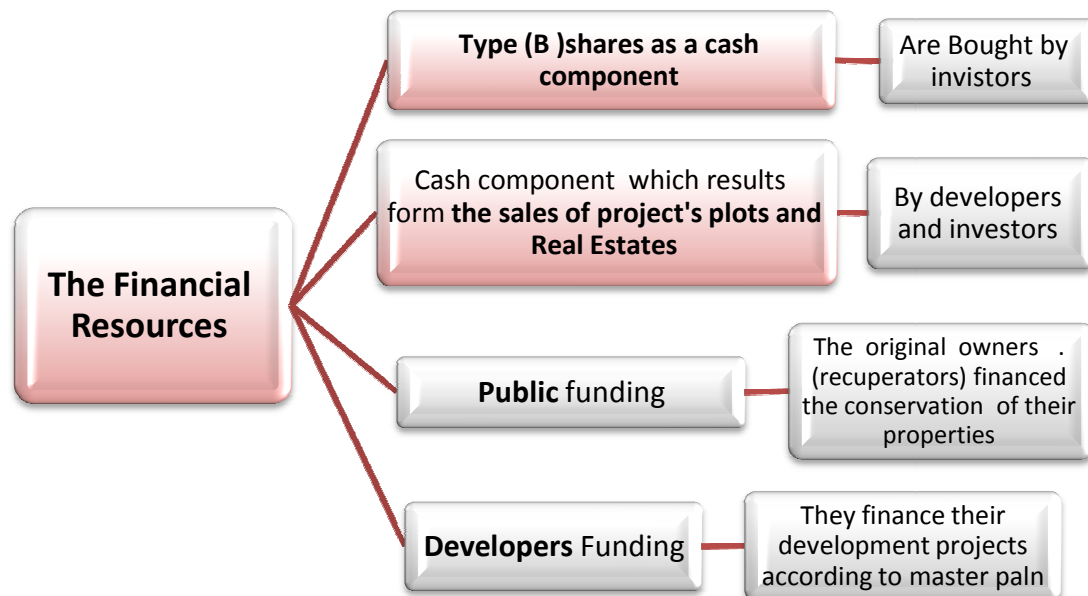 The Financial
Resources
Type (B )shares as a cash
component
Are Bought by
invistors
Cash component which results
form the sales of project's plots and
Real Estates
By developers
and investors
Public funding
The original owners .
(recuperators) financed
the conservation of their
properties
Developers Funding
They finance their
development projects
according to master paln